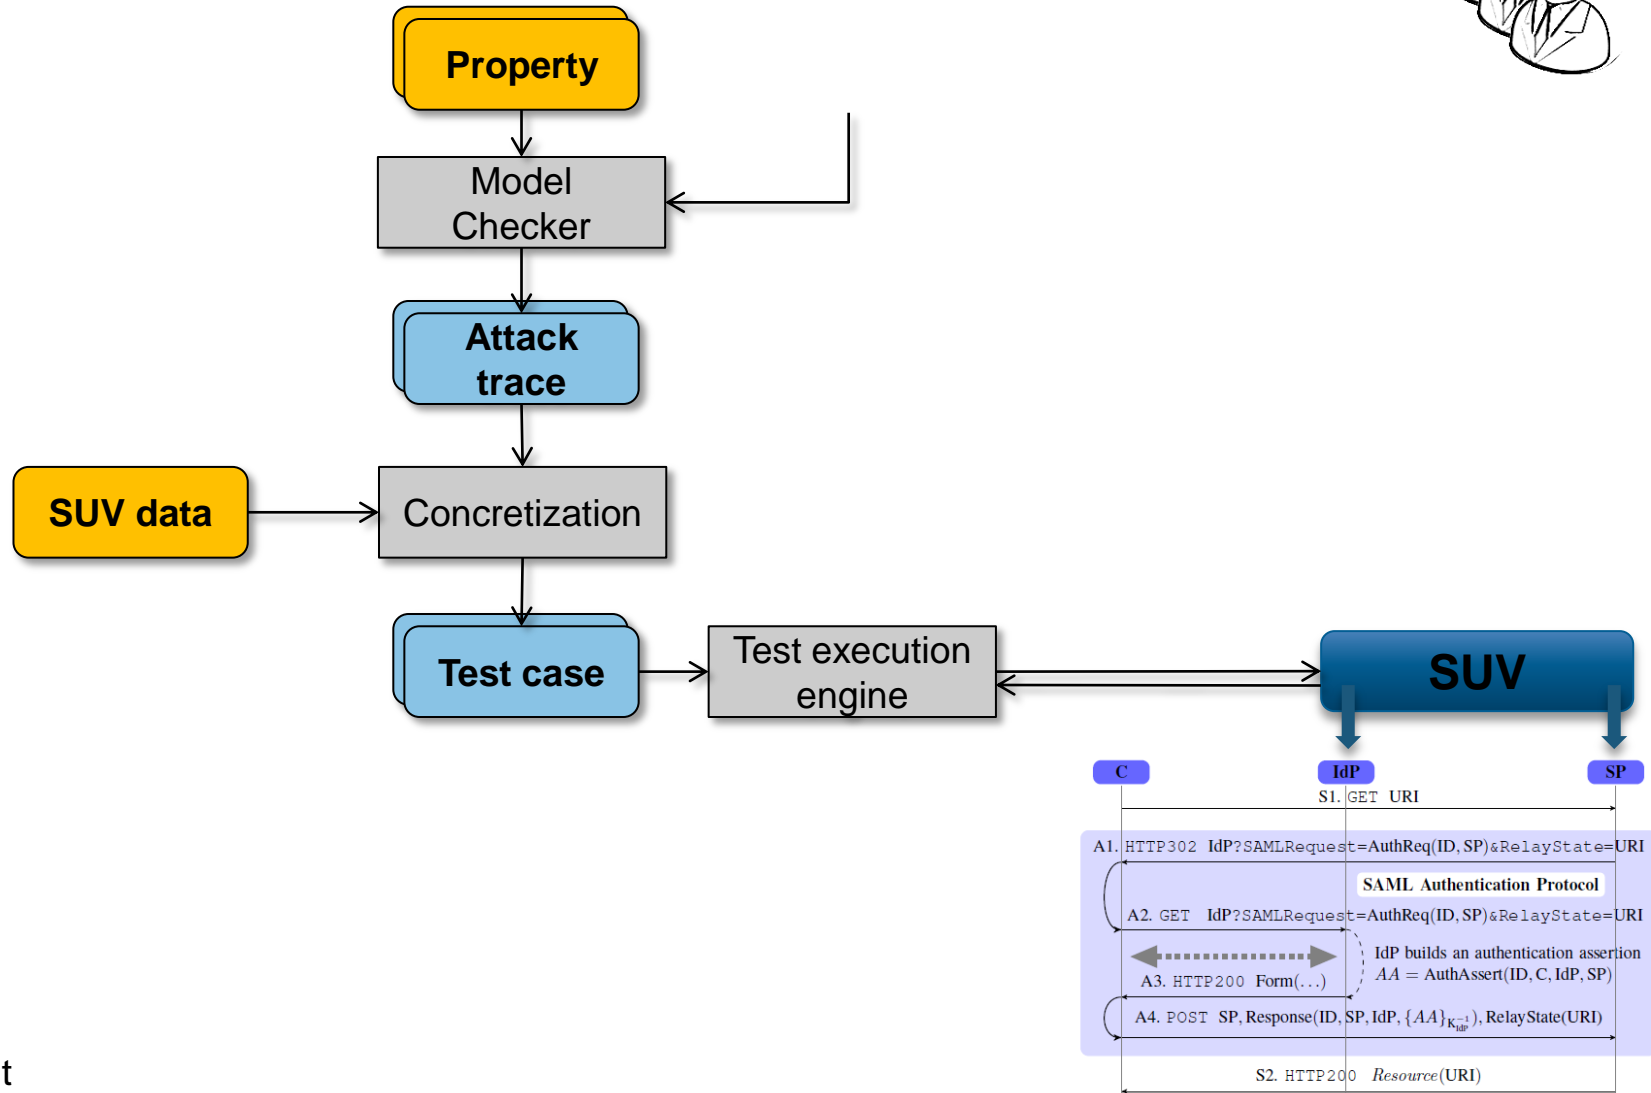 Property
Model
Checker
Attack
trace
SUV data
Concretization
Test case
Test execution
engine
SUV
C
IdP
SP
S1. GET URI
A1. HTTP302 IdP?SAMLRequest=AuthReq(ID, SP)&RelayState=URI
SAML Authentication Protocol
A2. GET IdP?SAMLRequest=AuthReq(ID, SP)&RelayState=URI
IdP builds an authentication assertion
AA = AuthAssert(ID, C, IdP, SP)
A3. HTTP200 Form(...)
A4. POST SP, Response(ID, SP, IdP, {AA}_{K_{IdP}^{-1}}), RelayState(URI)
S2. HTTP200 Resource(URI)
t